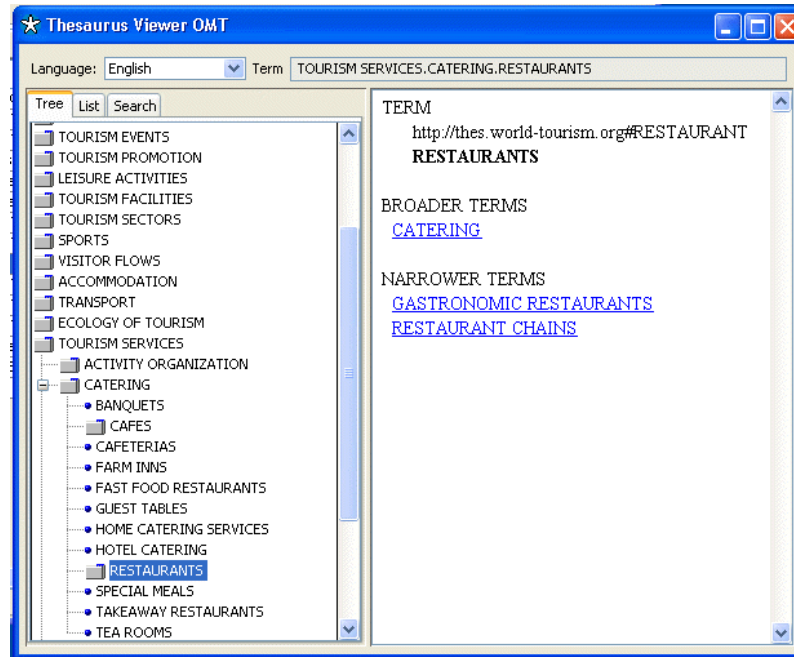 Thesaurus Viewer OMT
Language: English Term TOURISM SERVICES.CATERING.RESTAURANTS
Tree List Search
TOURISM EVENTS
TOURISM PROMOTION
LEISURE ACTIVITIES
TOURISM FACILITIES
TOURISM SECTORS
SPORTS
VISITOR FLOWS
ACCOMMODATION
TRANSPORT
ECOLOGY OF TOURISM
TOURISM SERVICES
ACTIVITY ORGANIZATION
CATERING
BANQUETS
CAFES
CAFETERIAS
FARM INNS
FAST FOOD RESTAURANTS
GUEST TABLES
HOME CATERING SERVICES
HOTEL CATERING
RESTAURANTS
SPECIAL MEALS
TAKEAWAY RESTAURANTS
TEA ROOMS
TERM
http://thes.world-tourism.org#RESTAURANT
RESTAURANTS
BROADER TERMS
CATERING
NARROWER TERMS
GASTRONOMIC RESTAURANTS
RESTAURANT CHAINS